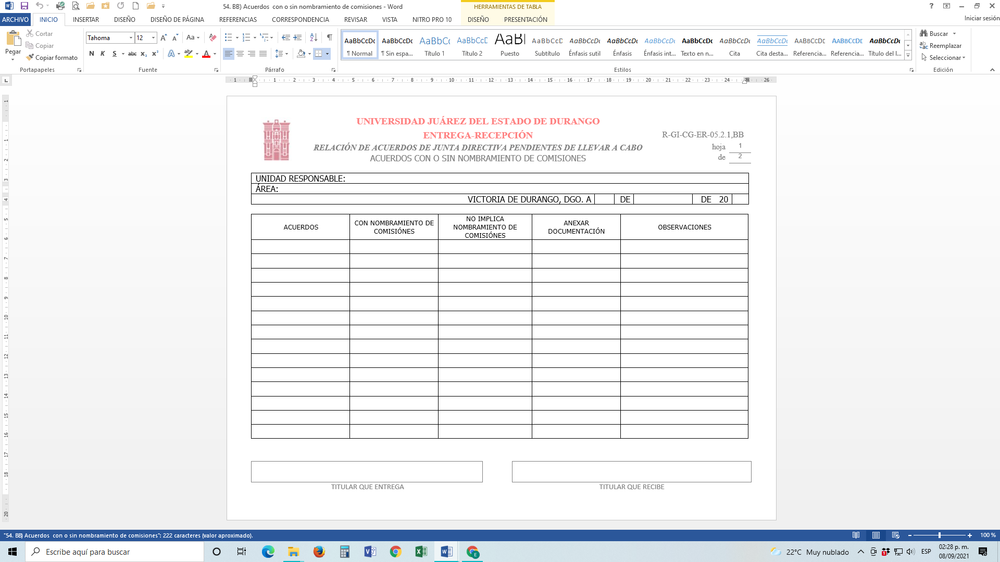 54. BB) Acuerdos  con o sin nombramiento de comisiones - Word
HERRAMIENTAS DE TABLA
ARCHIVO INICIO INSERTAR DISEÑO DISEÑO DE PÁGINA REFERENCIAS CORRESPONDENCIA REVISAR VISTA NITRO PRO 10 DISEÑO PRESENTACIÓN
Iniciar sesión
Pegar
Cortar
Copiar
Copiar formato
Portapapeles
Tahoma 12
N K S abc x₂ x²
Fuente
Párrafo
AaBbCcDc AaBbCcDc AaBbCc AaBbCcD AaBl AaBbCcD AaBbCcDc AaBbCcDc AaBbCcDc AaBbCcDc AaBbCcDc AaBbCcDc AABBCCDE AABBCCDE AaBbCcDc
¶ Normal ¶ Sin espa... Título 1 Título 2 Puesto Subtítulo Énfasis sutil Énfasis Énfasis int... Texto en n... Cita Cita desta... Referencia... Referencia... Título del l...
Estilos
Buscar
Reemplazar
Seleccionar
Edición
1 1 2 3 4 5 6 7 8 9 10 11 12 13 14 15 16 17 18 19 20 21 22 23 24 26
UNIVERSIDAD JUÁREZ DEL ESTADO DE DURANGO
ENTREGA-RECEPCIÓN
RELACIÓN DE ACUERDOS DE JUNTA DIRECTIVA PENDIENTES DE LLEVAR A CABO
ACUERDOS CON O SIN NOMBRAMIENTO DE COMISIONES
R-GI-CG-ER-05.2.1,BB
hoja 1
de 2
UNIDAD RESPONSABLE:
ÁREA:
VICTORIA DE DURANGO, DGO. A DE DE 20
ACUERDOS
CON NOMBRAMIENTO DE
COMISIÓNES
NO IMPLICA
NOMBRAMIENTO DE
COMISIÓNES
ANEXAR
DOCUMENTACIÓN
OBSERVACIONES
TITULAR QUE ENTREGA
TITULAR QUE RECIBE
"54. BB) Acuerdos  con o sin nombramiento de comisiones": 222 caracteres (valor aproximado).
100 %
Escribe aquí para buscar
22°C Muy nublado
ESP
02:28 p. m.
08/09/2021